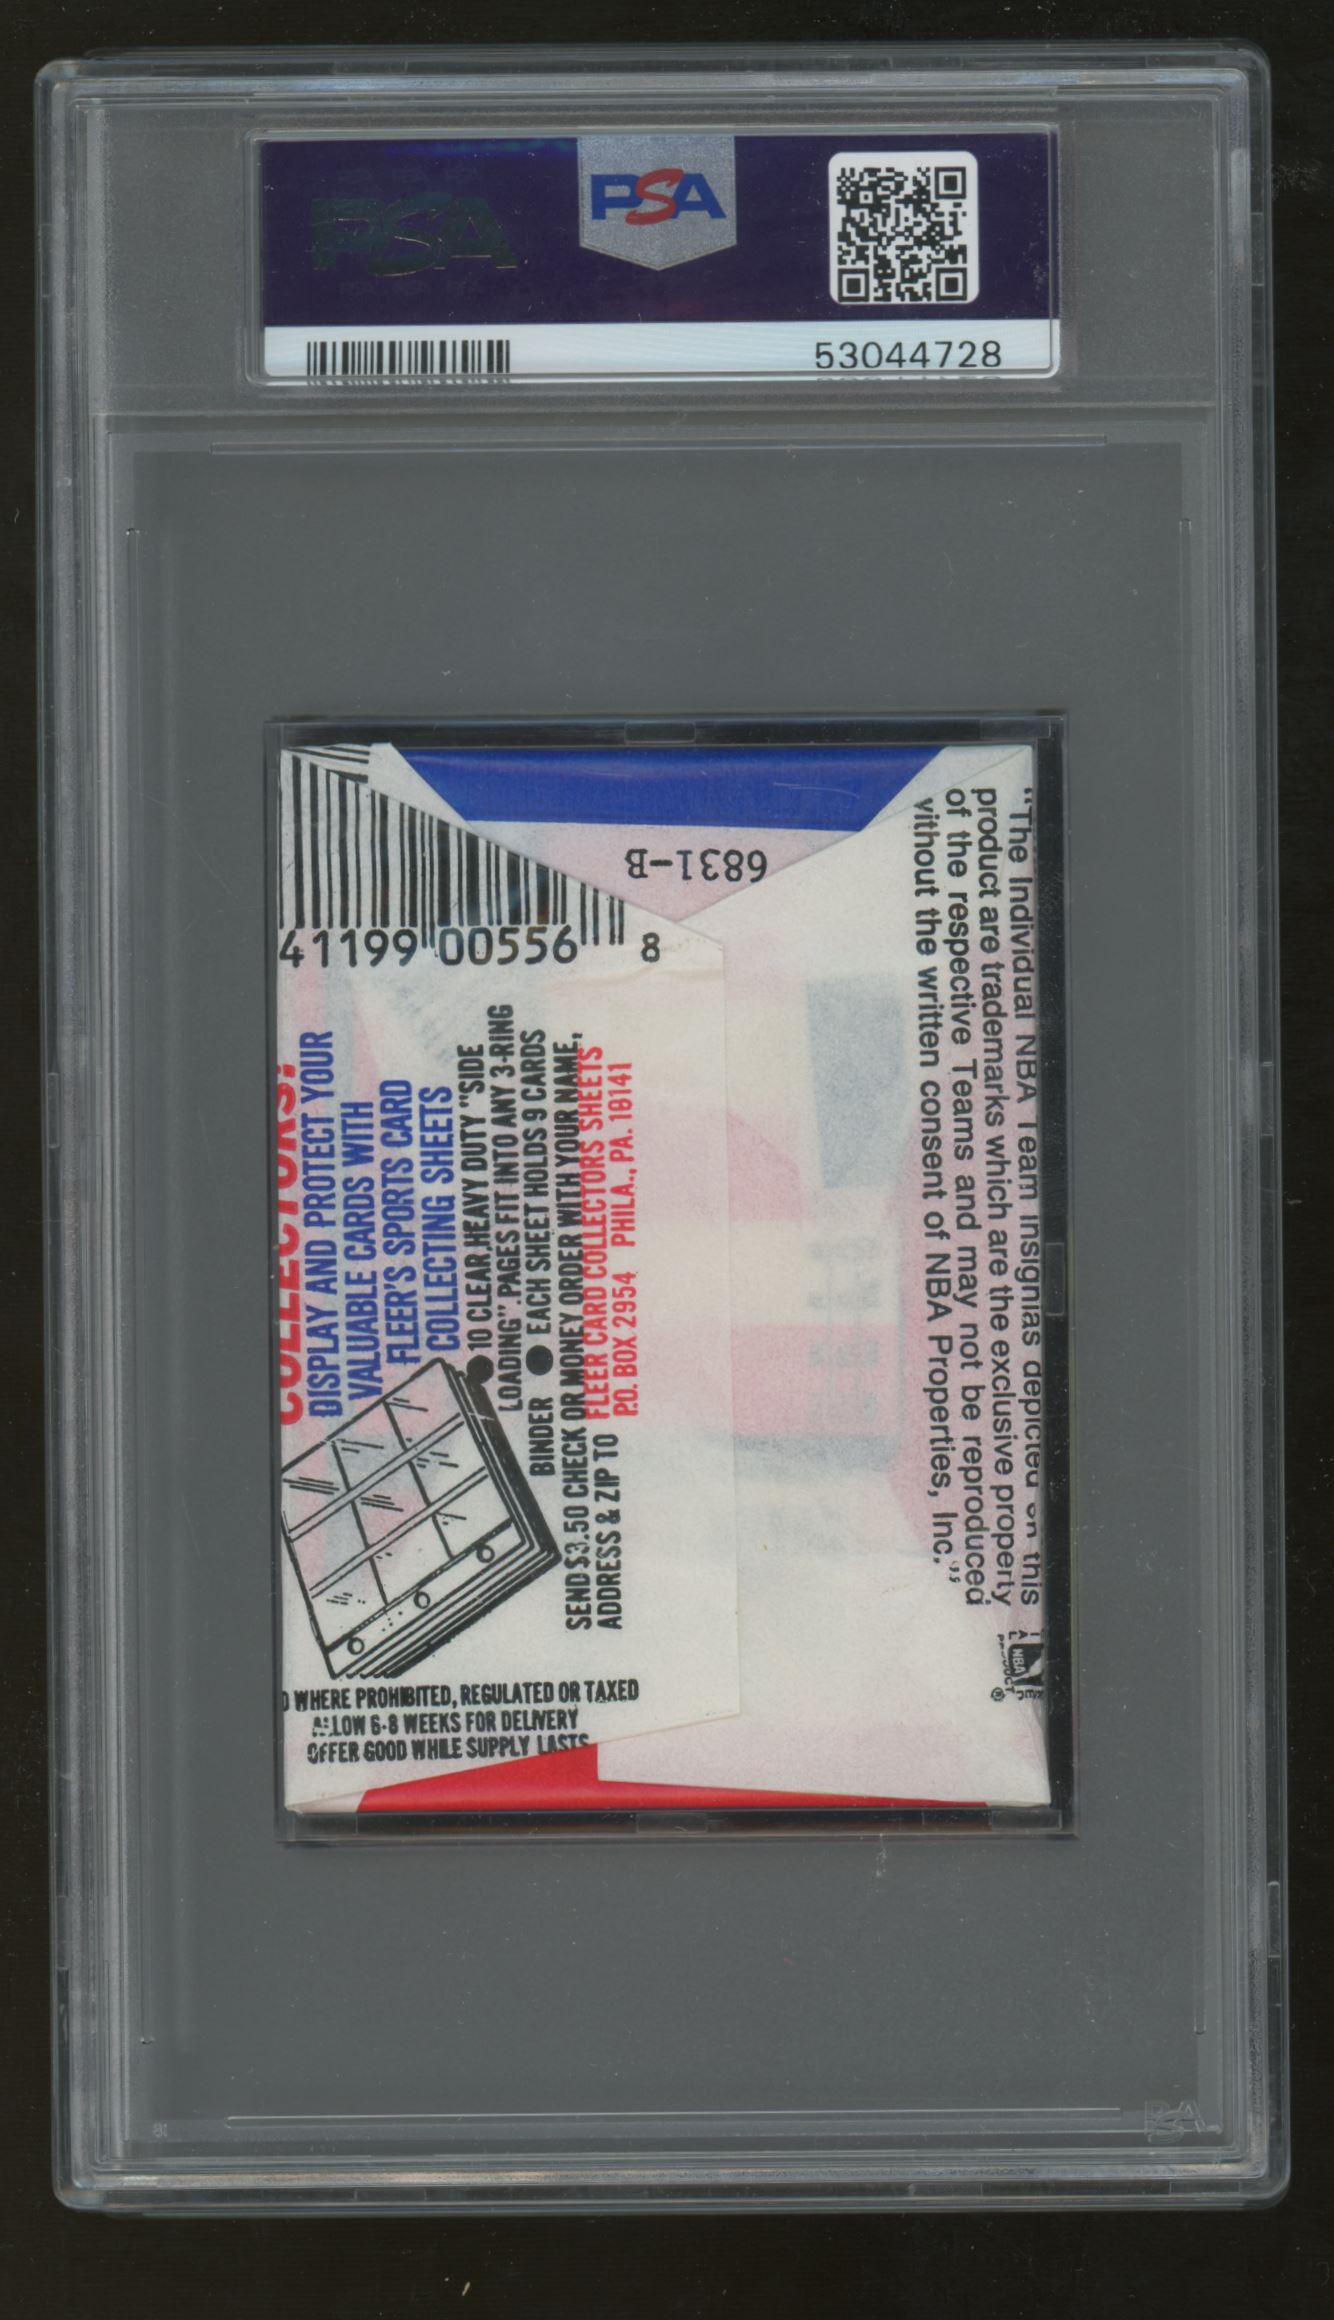 PSA
PSA
53044728
6831-B
41199 00556 8
COLLECTORS!
DISPLAY AND PROTECT YOUR
VALUABLE CARDS WITH
FLEER'S SPORTS CARD
COLLECTING SHEETS
● 10 CLEAR, HEAVY DUTY "SIDE
LOADING". PAGES FIT INTO ANY 3-RING
BINDER ● EACH SHEET HOLDS 9 CARDS
SEND $3.50 CHECK OR MONEY ORDER WITH YOUR NAME,
ADDRESS & ZIP TO FLEER CARD COLLECTORS SHEETS
P.O. BOX 2954 PHILA., PA. 19141
D WHERE PROHIBITED, REGULATED OR TAXED
ALLOW 6-8 WEEKS FOR DELIVERY
OFFER GOOD WHILE SUPPLY LASTS
"The Individual NBA Team insignias depicted on this
product are trademarks which are the exclusive property
of the respective Teams and may not be reproduced
without the written consent of NBA Properties, Inc."
NBA
PRODUCT
®
PSA